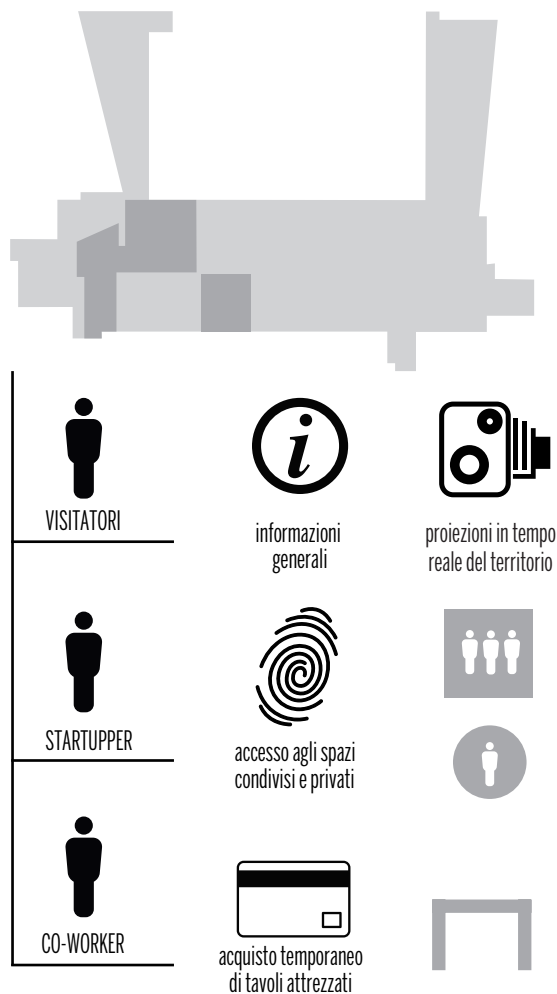 VISITATORI
informazioni
generali
proiezioni in tempo
reale del territorio
STARTUPPER
accesso agli spazi
condivisi e privati
CO-WORKER
acquisto temporaneo
di tavoli attrezzati